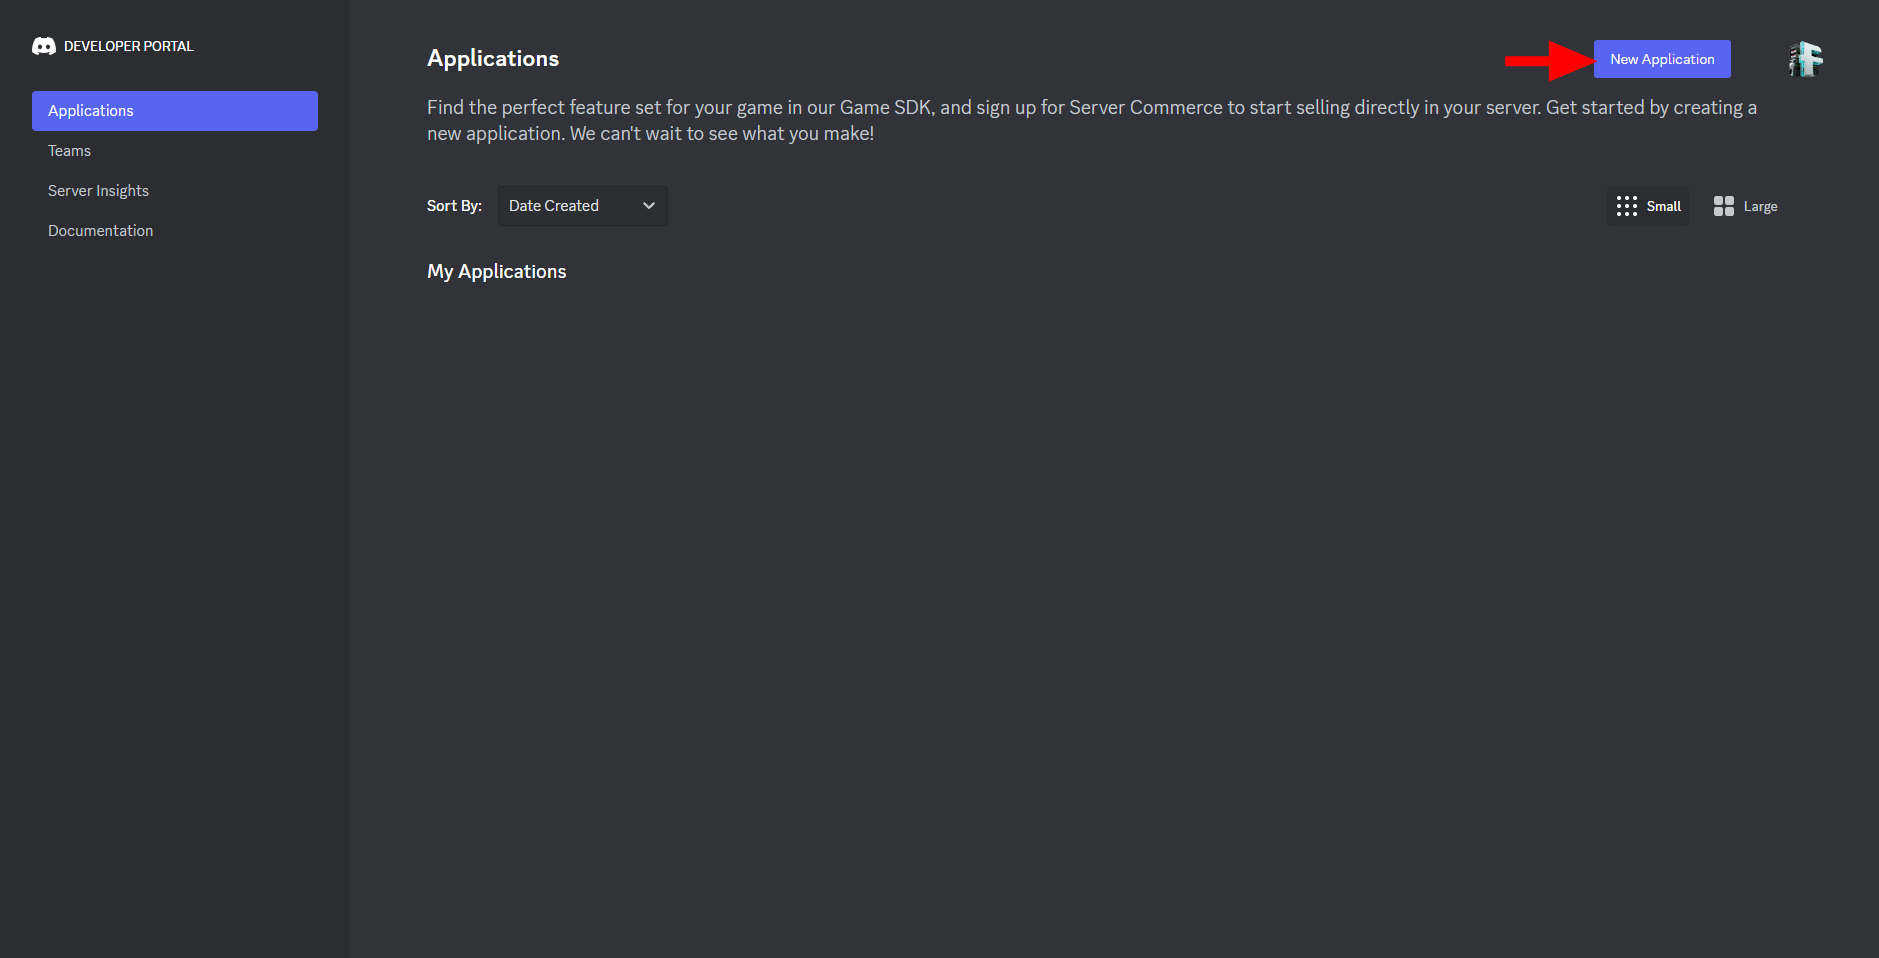 DEVELOPER PORTAL
Applications
Teams
Server Insights
Documentation
Applications
New Application
Find the perfect feature set for your game in our Game SDK, and sign up for Server Commerce to start selling directly in your server. Get started by creating a
new application. We can't wait to see what you make!
Sort By:
Date Created
Small
Large
My Applications